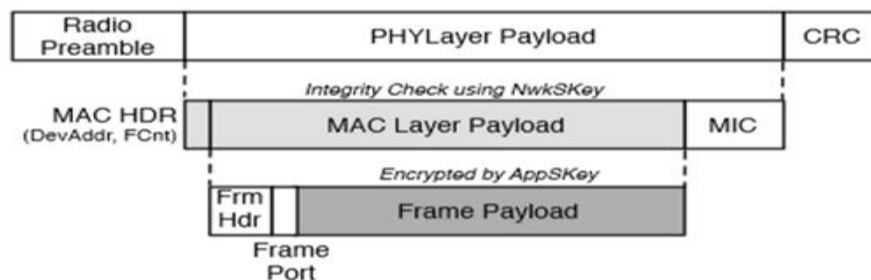 Radio Preamble
PHYLayer Payload
CRC
Integrity Check using NwkSKey
MAC HDR
(DevAddr, FCnt)
MAC Layer Payload
MIC
Encrypted by AppSKey
Frm
Hdr
Frame Payload
Frame
Port